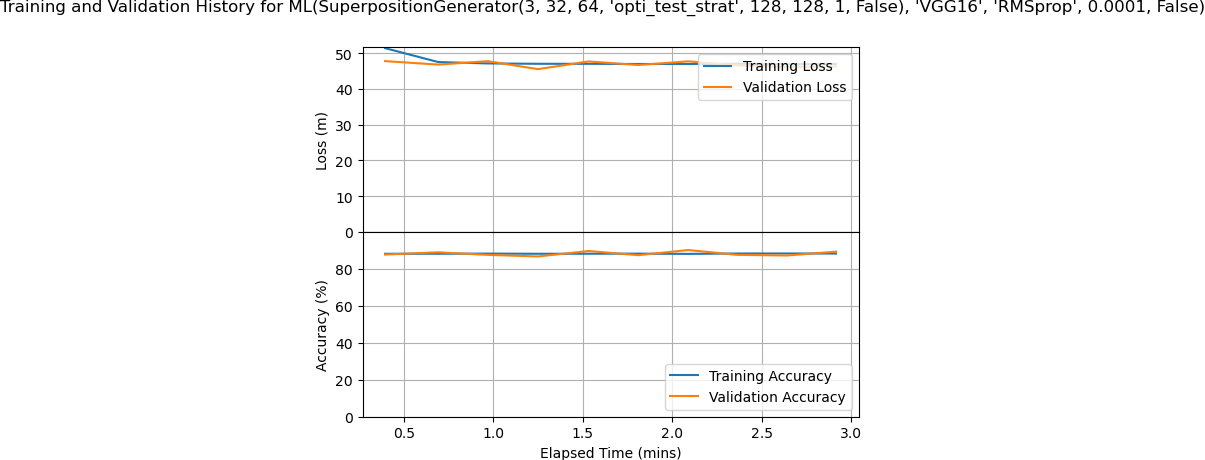 Training and Validation History for ML(SuperpositionGenerator(3, 32, 64, 'opti_test_strat', 128, 128, 1, False), 'VGG16', 'RMSprop', 0.0001, False)
50
40
30
20
10
0
Loss (m)
Training Loss
Validation Loss
80
60
40
20
0
Accuracy (%)
Training Accuracy
Validation Accuracy
0.5 1.0 1.5 2.0 2.5 3.0
Elapsed Time (mins)